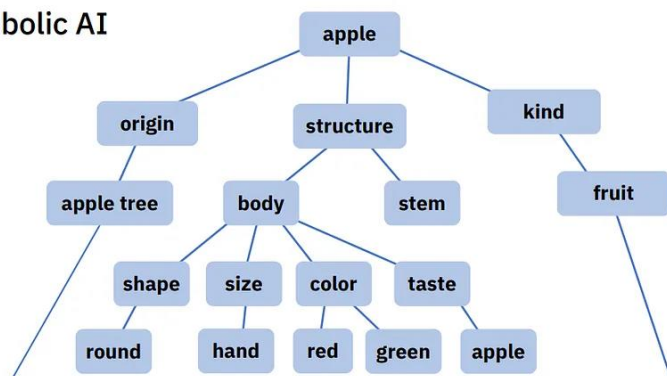 bolic AI
apple
origin
structure
kind
apple tree
body
stem
fruit
shape
size
color
taste
round
hand
red
green
apple